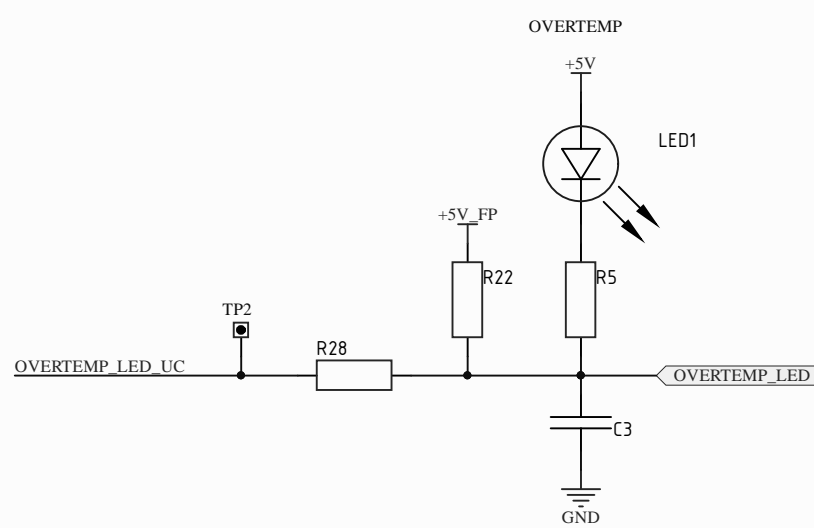 OVERTEMP
+5V
LED1
+5V_FP
R22
R5
TP2
R28
OVERTEMP_LED_UC
OVERTEMP_LED
C3
GND